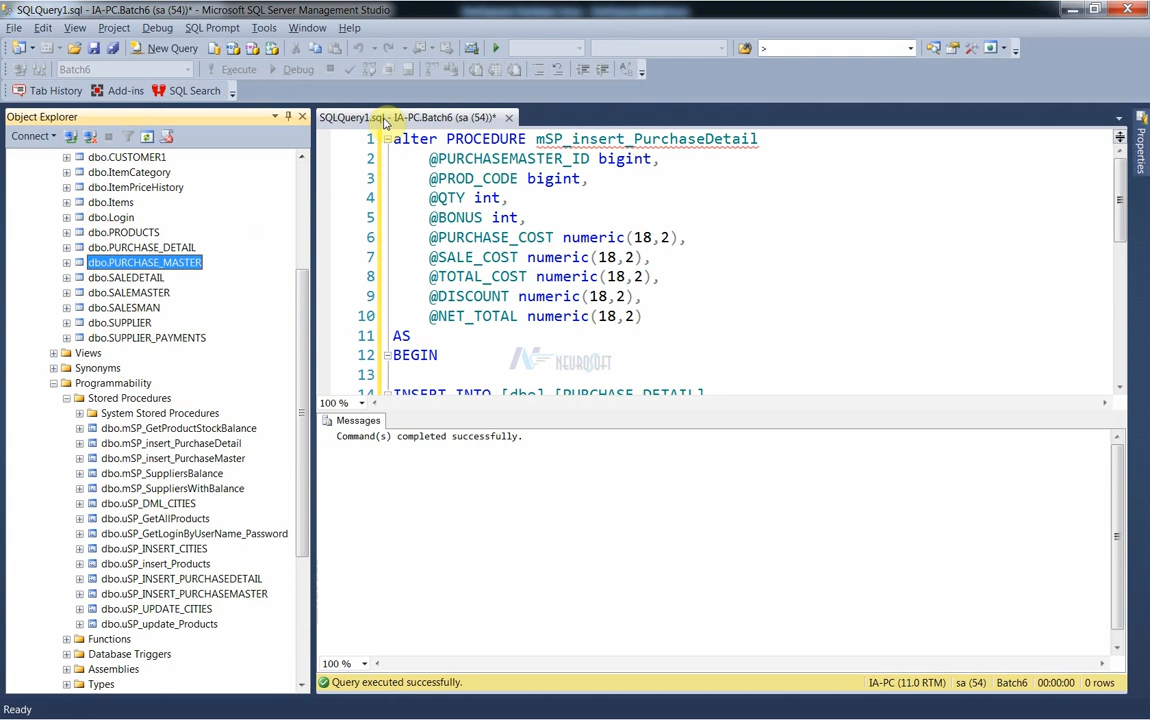 SQLQuery1.sql - IA-PC.Batch6 (sa (54))* - Microsoft SQL Server Management Studio
File Edit View Project Debug SQL Prompt Tools Window Help
New Query >
Batch6 ! Execute Debug
Tab History Add-ins SQL Search
Object Explorer
Connect
dbo.CUSTOMER1
dbo.ItemCategory
dbo.ItemPriceHistory
dbo.Items
dbo.Login
dbo.PRODUCTS
dbo.PURCHASE_DETAIL
dbo.PURCHASE_MASTER
dbo.SALEDETAIL
dbo.SALEMASTER
dbo.SALESMAN
dbo.SUPPLIER
dbo.SUPPLIER_PAYMENTS
Views
Synonyms
Programmability
Stored Procedures
System Stored Procedures
dbo.mSP_GetProductStockBalance
dbo.mSP_insert_PurchaseDetail
dbo.mSP_insert_PurchaseMaster
dbo.mSP_SuppliersBalance
dbo.mSP_SuppliersWithBalance
dbo.uSP_DML_CITIES
dbo.uSP_GetAllProducts
dbo.uSP_GetLoginByUserName_Password
dbo.uSP_INSERT_CITIES
dbo.uSP_insert_Products
dbo.uSP_INSERT_PURCHASEDETAIL
dbo.uSP_INSERT_PURCHASEMASTER
dbo.uSP_UPDATE_CITIES
dbo.uSP_update_Products
Functions
Database Triggers
Assemblies
Types
SQLQuery1.sql - IA-PC.Batch6 (sa (54))*
1 alter PROCEDURE mSP_insert_PurchaseDetail
2 @PURCHASEMASTER_ID bigint,
3 @PROD_CODE bigint,
4 @QTY int,
5 @BONUS int,
6 @PURCHASE_COST numeric(18,2),
7 @SALE_COST numeric(18,2),
8 @TOTAL_COST numeric(18,2),
9 @DISCOUNT numeric(18,2),
10 @NET_TOTAL numeric(18,2)
11 AS
12 BEGIN
13
14 INSERT INTO [dbo].[PURCHASE_DETAIL]
NEUROSOFT
100 %
Messages
Command(s) completed successfully.
100 %
Query executed successfully. IA-PC (11.0 RTM) sa (54) Batch6 00:00:00 0 rows
Properties
Ready